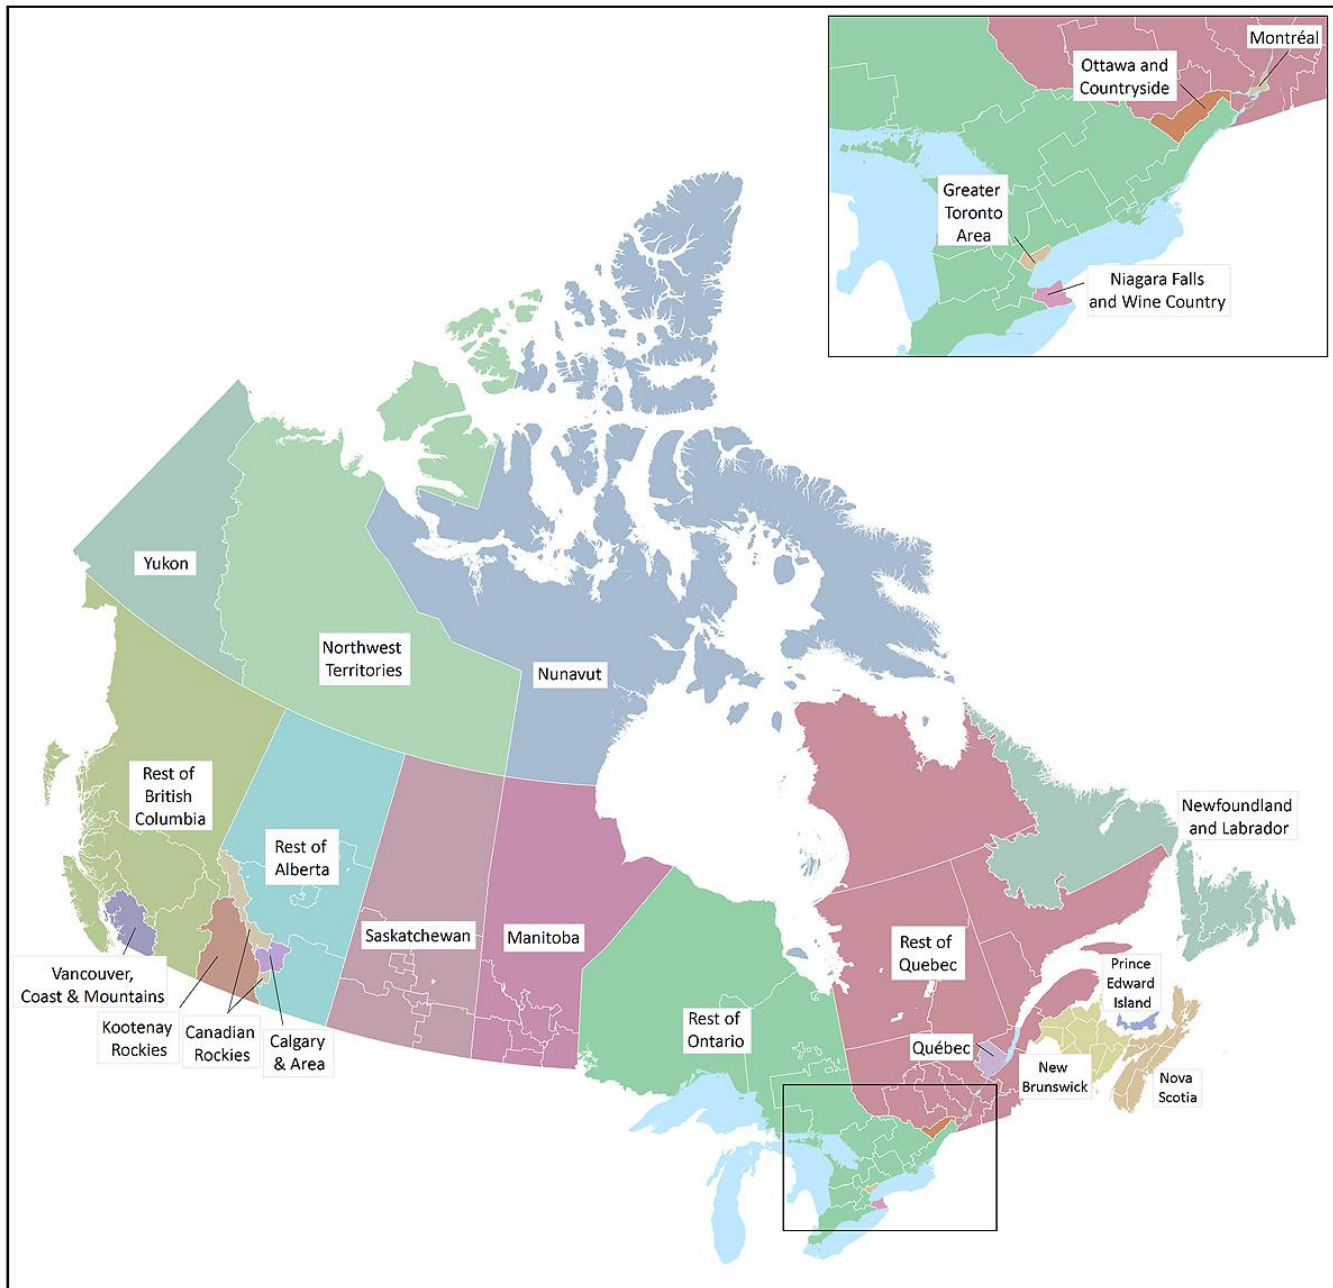 Montréal
Ottawa and
Countryside
Greater
Toronto
Area
Niagara Falls
and Wine Country
Yukon
Northwest
Territories
Nunavut
Rest of
British
Columbia
Rest of
Alberta
Newfoundland
and Labrador
Saskatchewan
Manitoba
Rest of
Quebec
Vancouver,
Coast & Mountains
Kootenay
Rockies
Canadian
Rockies
Calgary
& Area
Rest of
Ontario
Québec
Prince
Edward
Island
New
Brunswick
Nova
Scotia